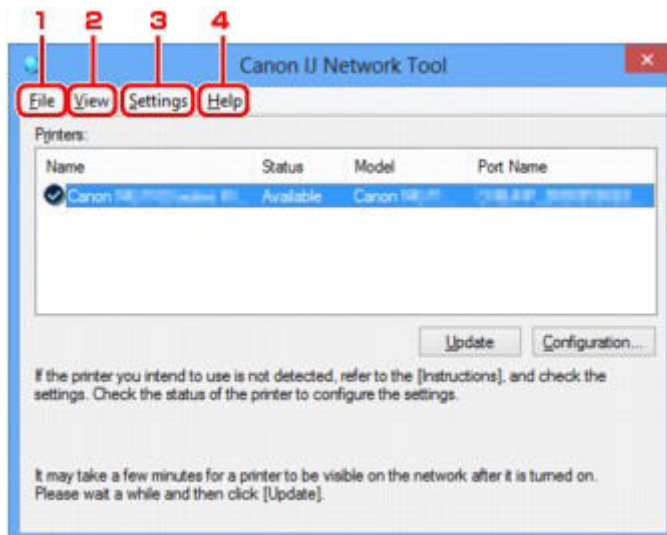 1 2 3 4
Canon IJ Network Tool
File View Settings Help
Printers:
Name Status Model Port Name
Canon Available Canon
Update Configuration...
If the printer you intend to use is not detected, refer to the [Instructions], and check the
settings. Check the status of the printer to configure the settings.
It may take a few minutes for a printer to be visible on the network after it is turned on.
Please wait a while and then click [Update].